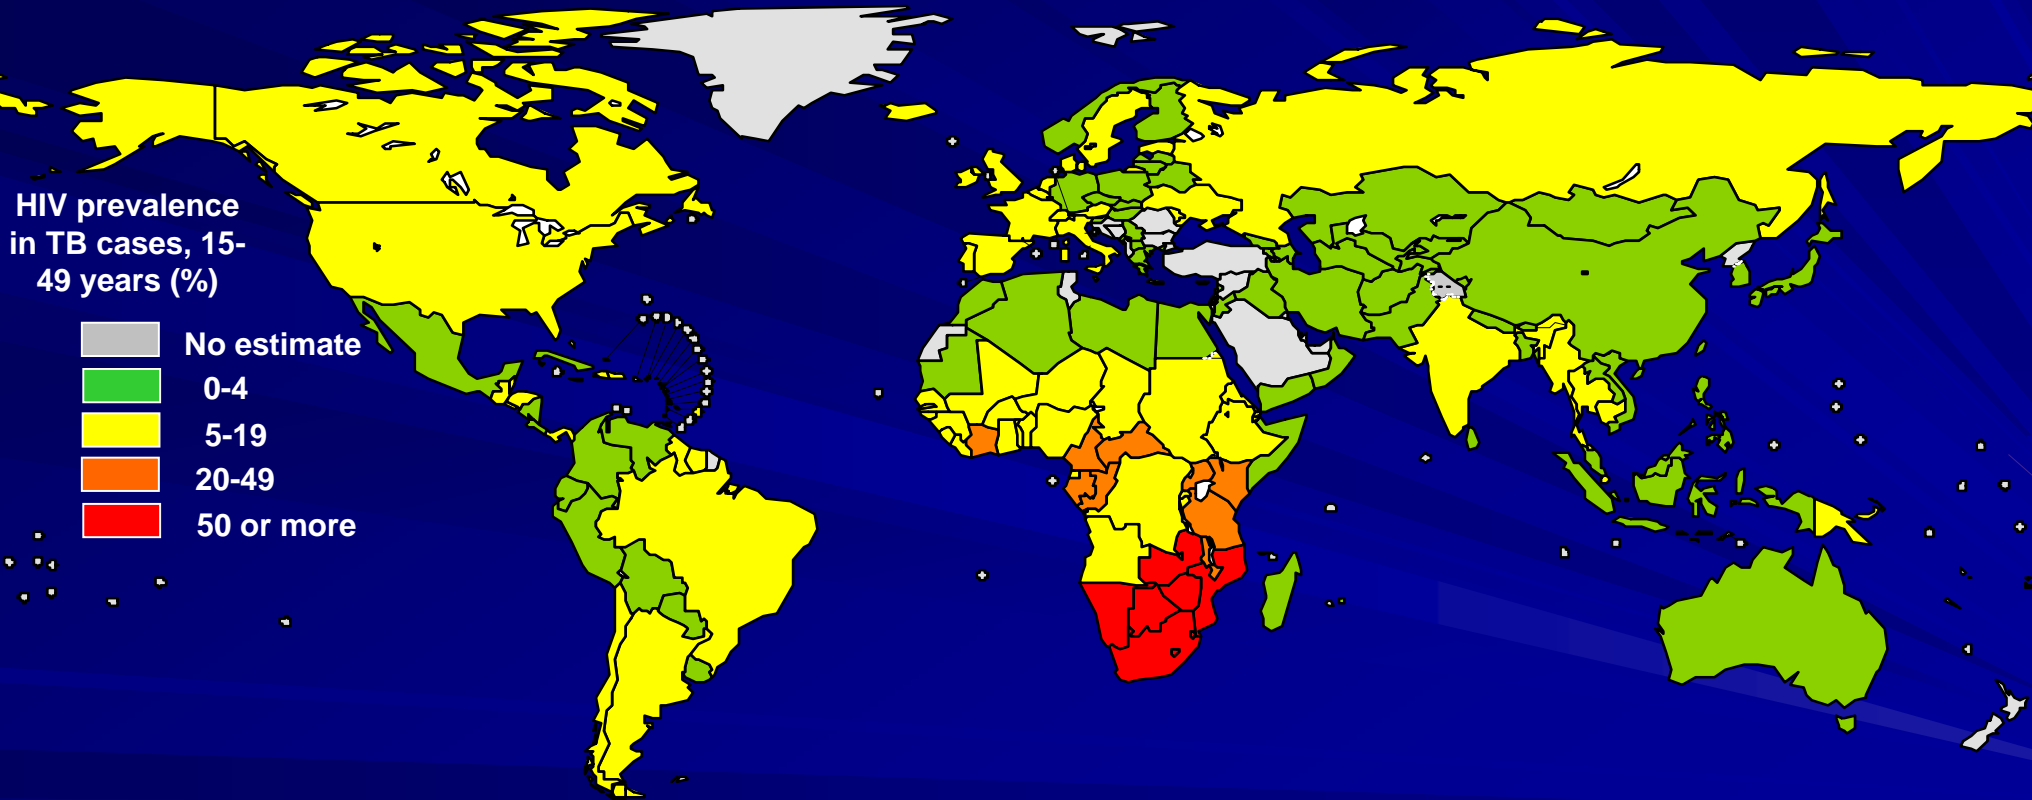 HIV prevalence
in TB cases, 15-
49 years (%)
No estimate
0-4
5-19
20-49
50 or more